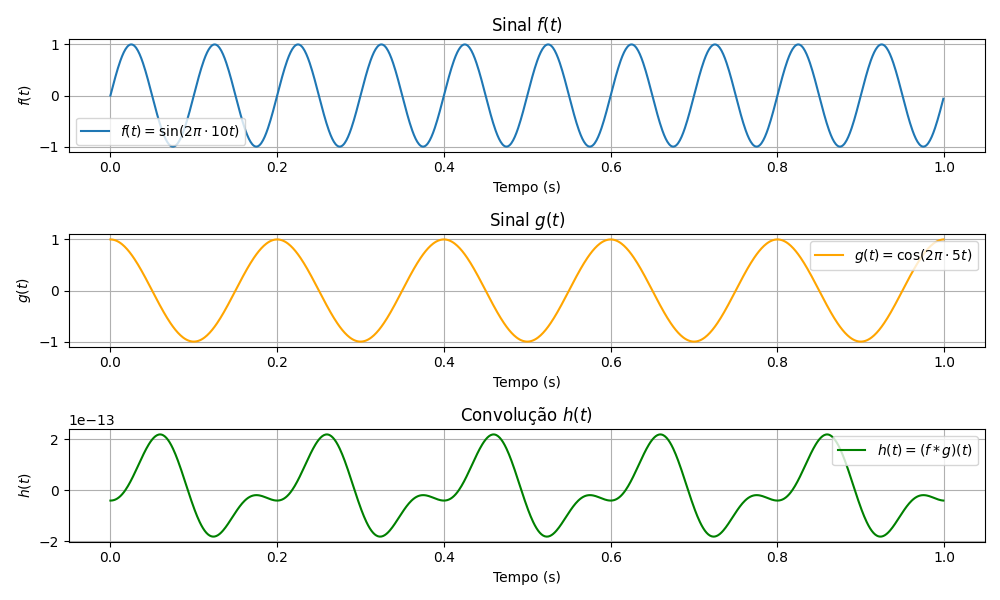 Sinal f(t)
1
0
−1
f(t)
f(t) = sin(2π · 10t)
0.0 0.2 0.4 0.6 0.8 1.0
Tempo (s)
Sinal g(t)
1
0
−1
g(t)
g(t) = cos(2π · 5t)
0.0 0.2 0.4 0.6 0.8 1.0
Tempo (s)
Convolução h(t)
1e−13
2
0
−2
h(t)
h(t) = (f * g)(t)
0.0 0.2 0.4 0.6 0.8 1.0
Tempo (s)